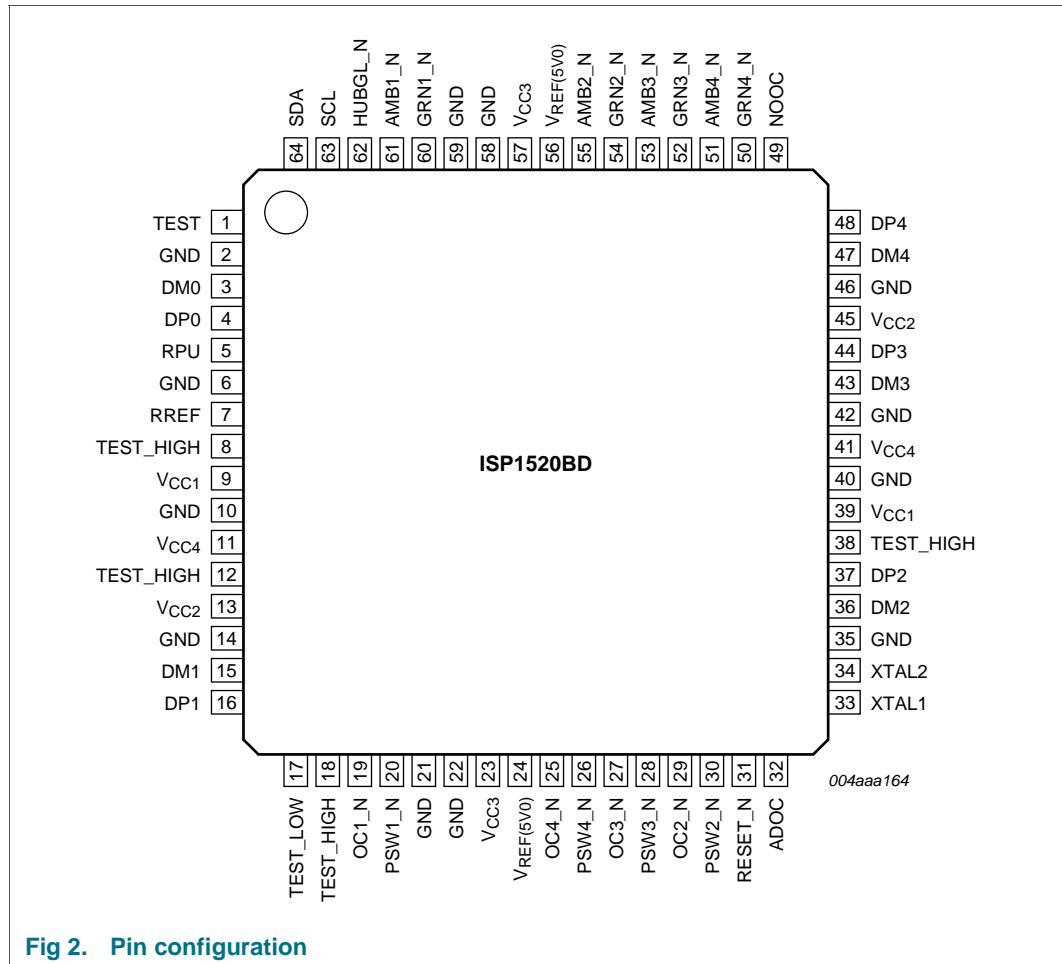 SDA
SCL
HUBGL_N
AMB1_N
GRN1_N
GND
GND
VCC3
VREF(5V0)
AMB2_N
GRN2_N
AMB3_N
GRN3_N
AMB4_N
GRN4_N
NOOC
64
63
62
61
60
59
58
57
56
55
54
53
52
51
50
49
TEST 1
GND 2
DM0 3
DP0 4
RPU 5
GND 6
RREF 7
TEST_HIGH 8
VCC1 9
GND 10
VCC4 11
TEST_HIGH 12
VCC2 13
GND 14
DM1 15
DP1 16
ISP1520BD
48 DP4
47 DM4
46 GND
45 VCC2
44 DP3
43 DM3
42 GND
41 VCC4
40 GND
39 VCC1
38 TEST_HIGH
37 DP2
36 DM2
35 GND
34 XTAL2
33 XTAL1
17
18
19
20
21
22
23
24
25
26
27
28
29
30
31
32
TEST_LOW
TEST_HIGH
OC1_N
PSW1_N
GND
GND
VCC3
VREF(5V0)
OC4_N
PSW4_N
OC3_N
PSW3_N
OC2_N
PSW2_N
RESET_N
ADOC
004aaa164
Fig 2. Pin configuration